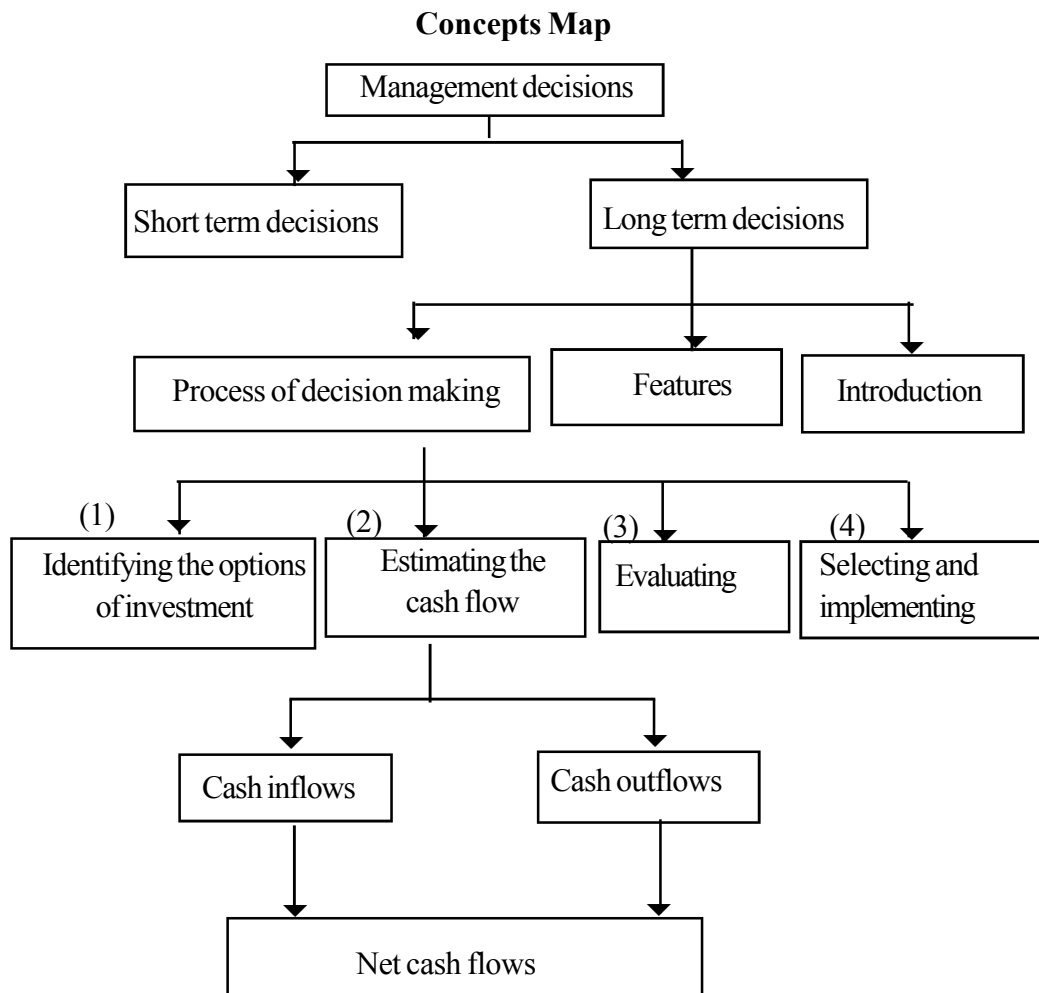 Concepts Map
Management decisions
Short term decisions
Long term decisions
Process of decision making
Features
Introduction
(1)
Identifying the options
of investment
(2)
Estimating the
cash flow
(3)
Evaluating
(4)
Selecting and
implementing
Cash inflows
Cash outflows
Net cash flows